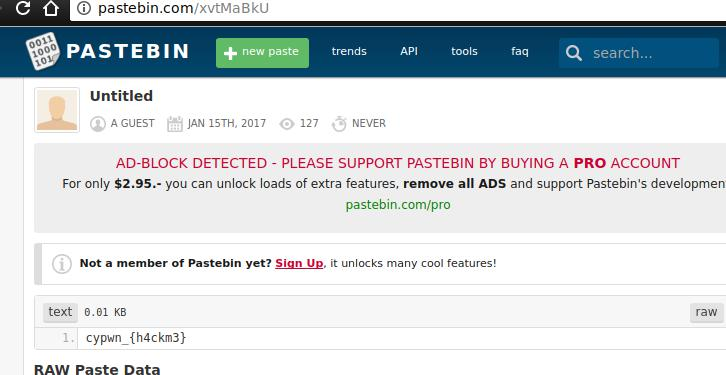 pastebin.com/xvtMaBkU
0011
1000
101
PASTEBIN
+ new paste
trends
API
tools
faq
search...
Untitled
A GUEST
JAN 15TH, 2017
127
NEVER
AD-BLOCK DETECTED - PLEASE SUPPORT PASTEBIN BY BUYING A PRO ACCOUNT
For only $2.95.- you can unlock loads of extra features, remove all ADS and support Pastebin's developmen
pastebin.com/pro
Not a member of Pastebin yet? Sign Up, it unlocks many cool features!
text 0.01 KB
raw
1. cypwn_{h4ckm3}
RAW Paste Data